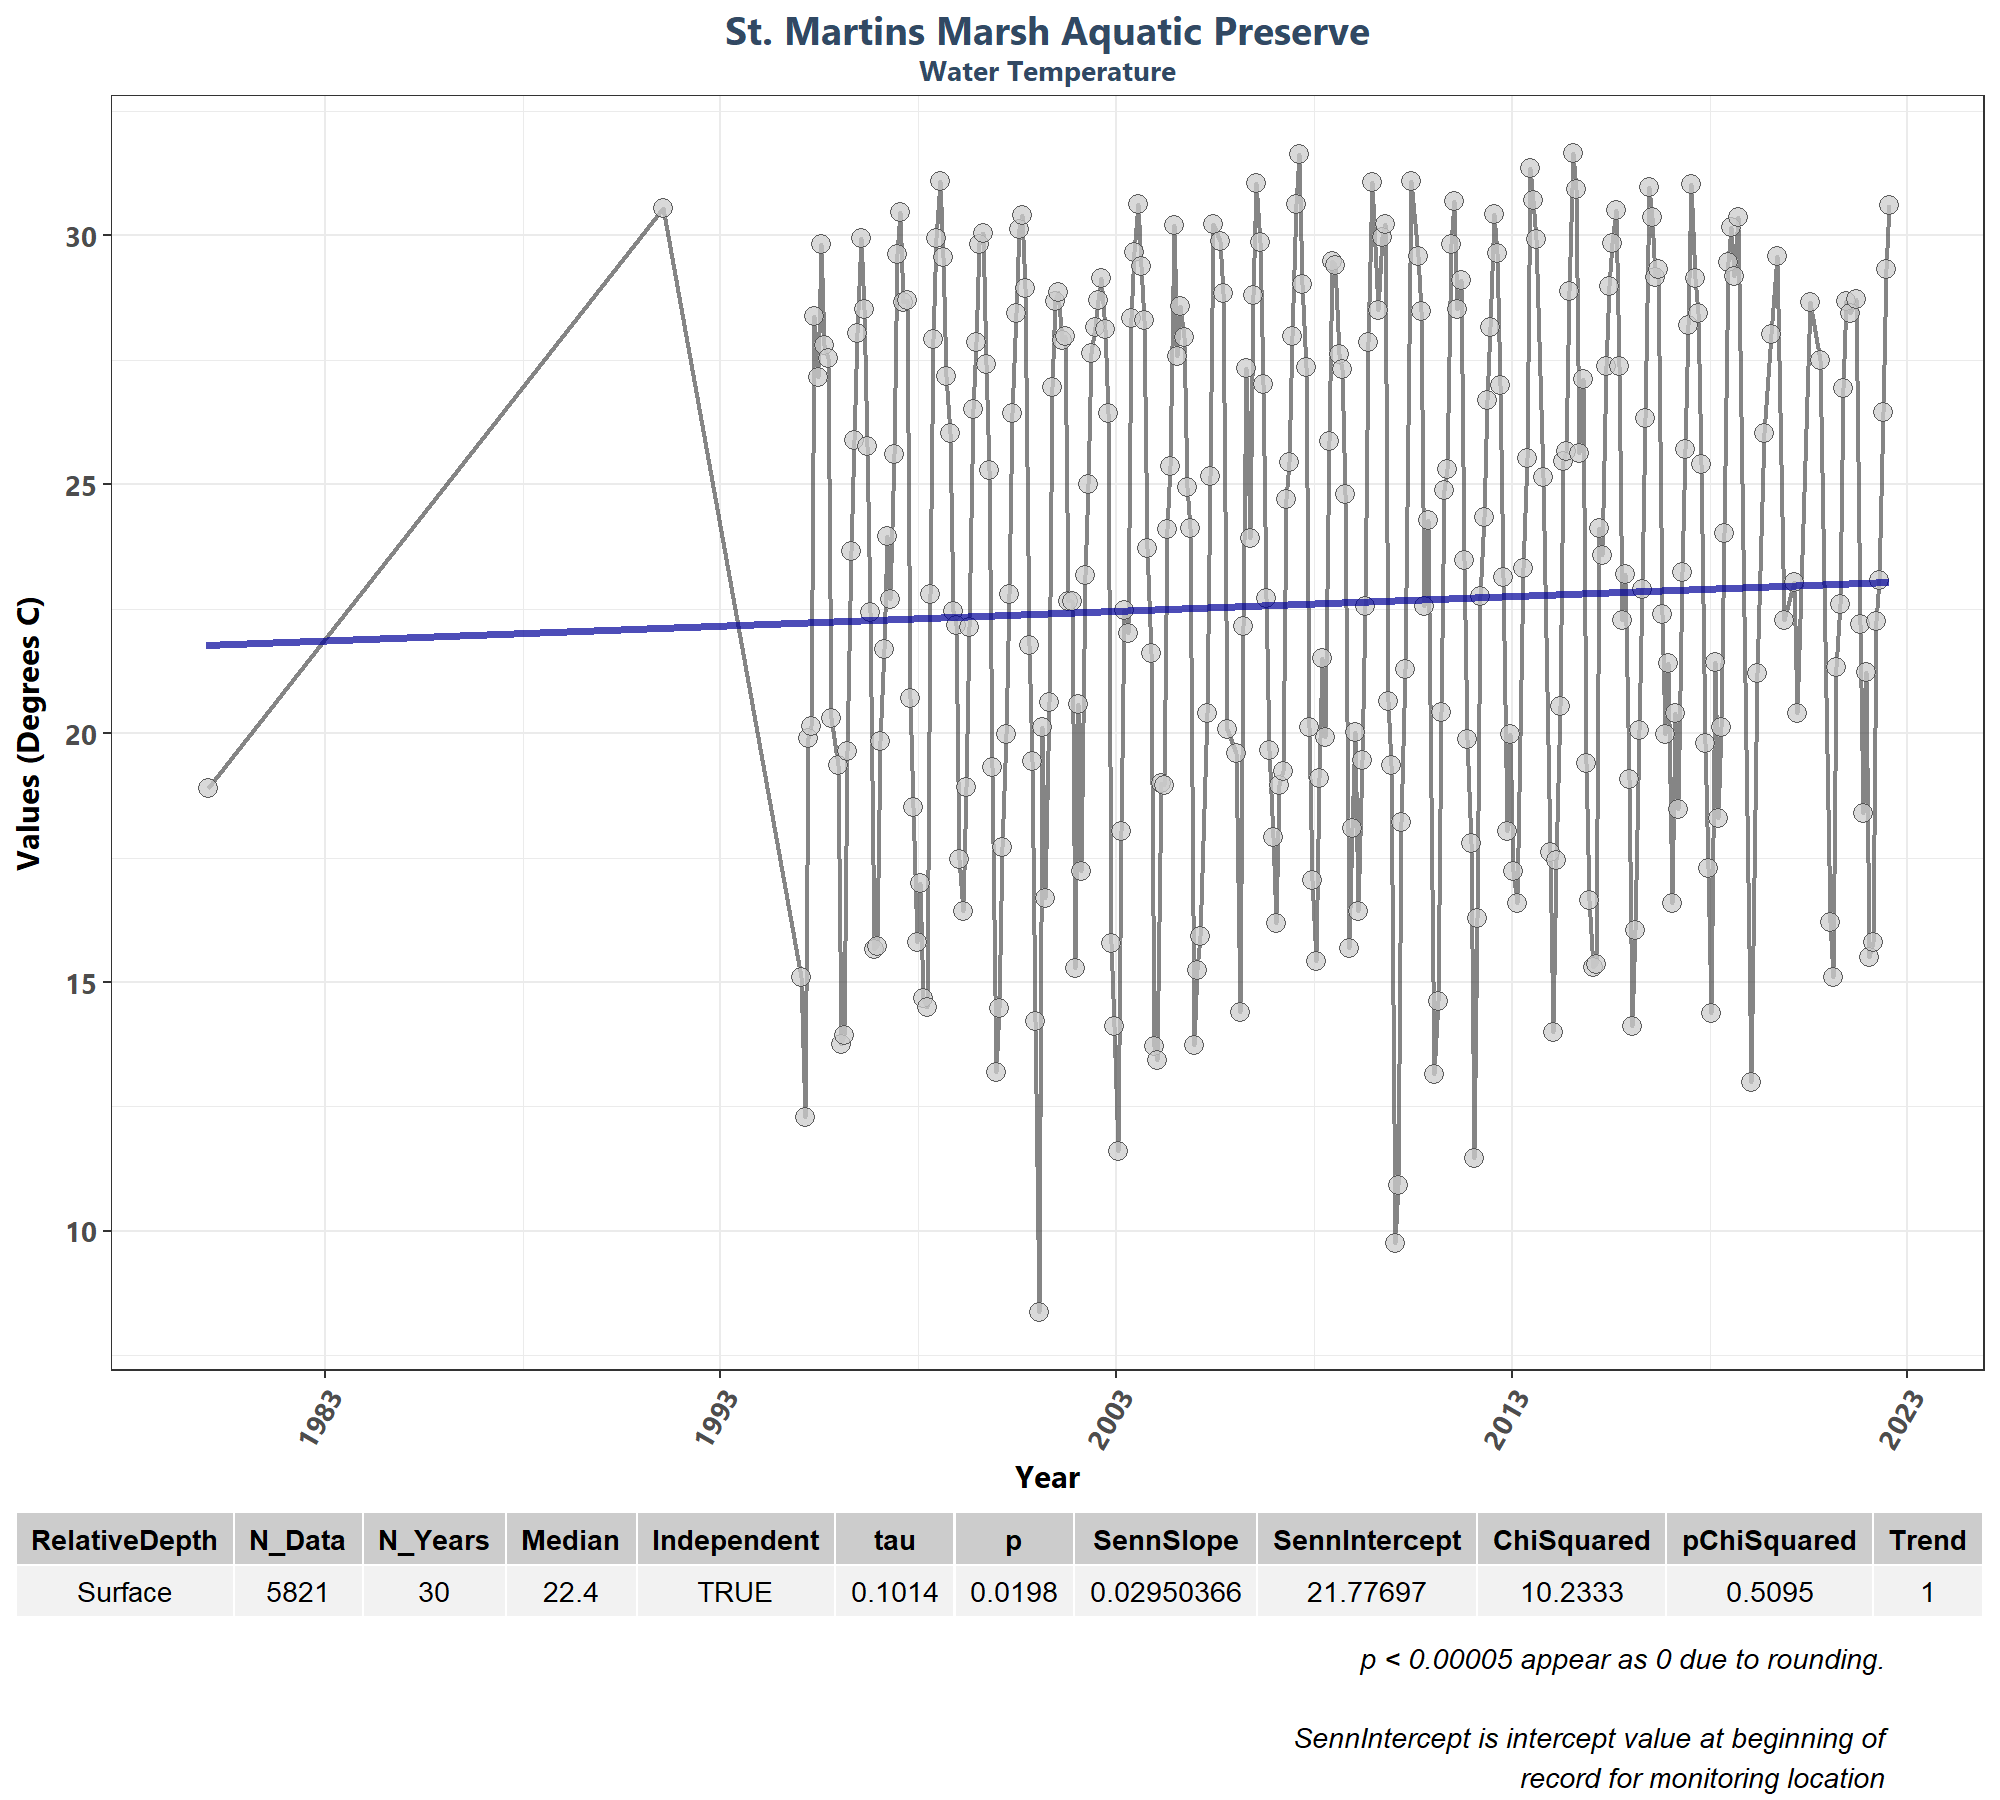 St. Martins Marsh Aquatic Preserve
Water Temperature
Values (Degrees C)
30
25
20
15
10
1983
1993
2003
2013
2023
Year
RelativeDepth N_Data N_Years Median Independent tau p SennSlope SennIntercept ChiSquared pChiSquared Trend
Surface 5821 30 22.4 TRUE 0.1014 0.0198 0.02950366 21.77697 10.2333 0.5095 1
p < 0.00005 appear as 0 due to rounding.
SennIntercept is intercept value at beginning of
record for monitoring location